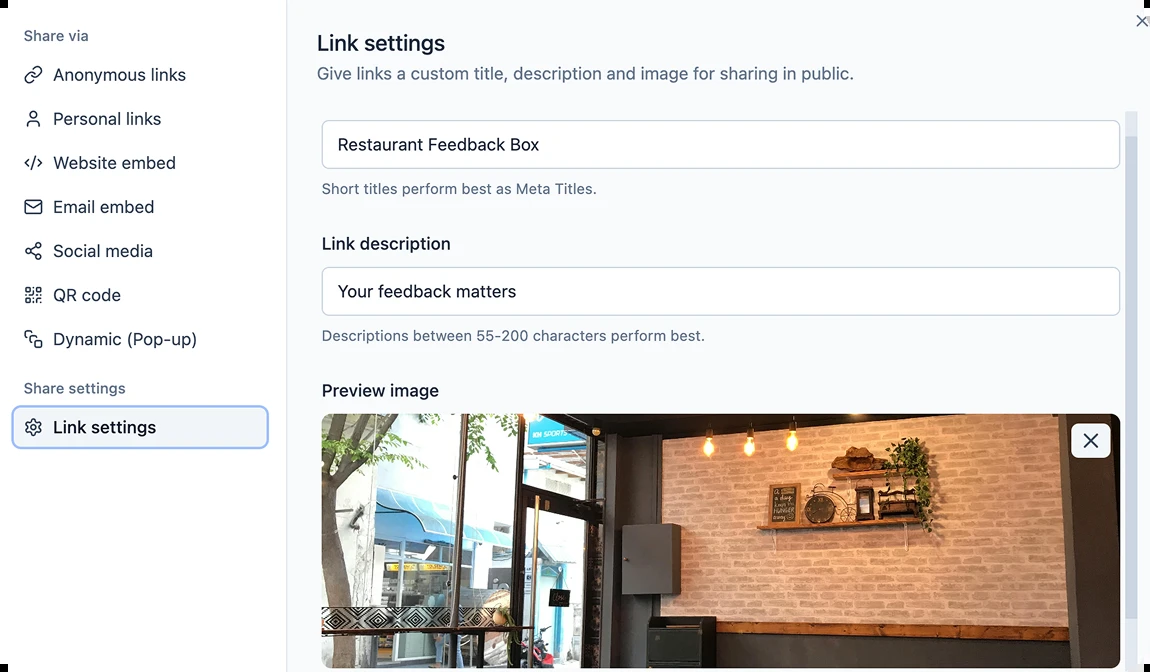 Share via
Anonymous links
Personal links
Website embed
Email embed
Social media
QR code
Dynamic (Pop-up)
Share settings
Link settings
Link settings
Give links a custom title, description and image for sharing in public.
Restaurant Feedback Box
Short titles perform best as Meta Titles.
Link description
Your feedback matters
Descriptions between 55-200 characters perform best.
Preview image
SPORTS